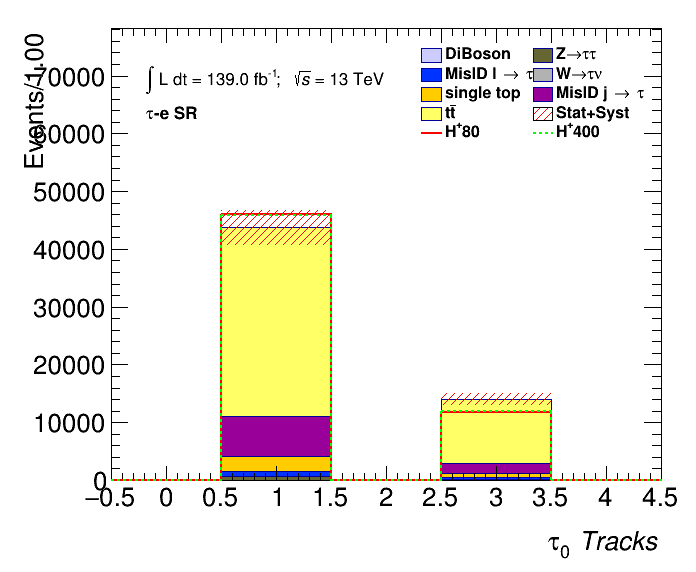 Events/1.00
∫ L dt = 139.0 fb⁻¹; √s = 13 TeV
τ-e SR
DiBoson
Z→ττ
MisID l → τ
W→τν
single top
MisID j → τ
tt̄
Stat+Syst
H⁺80
H⁺400
70000
60000
50000
40000
30000
20000
10000
0
−0.5 0 0.5 1 1.5 2 2.5 3 3.5 4 4.5
τ₀ Tracks